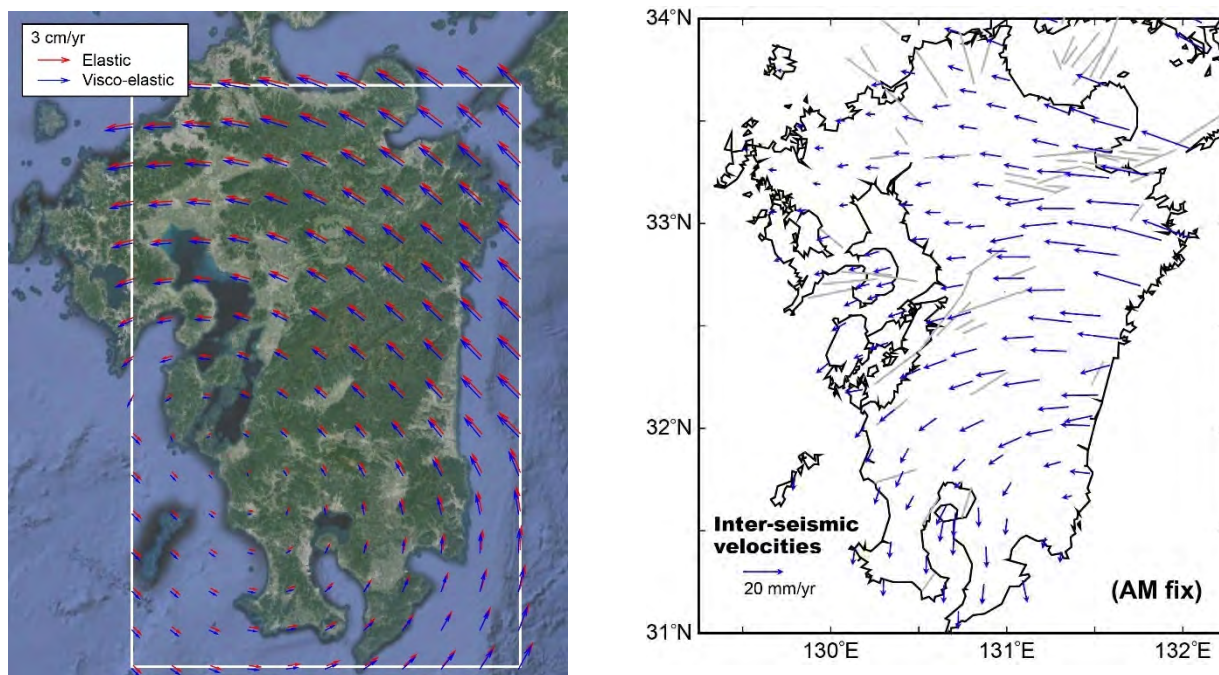 3 cm/yr
Elastic
Visco-elastic
34°N
33°N
32°N
31°N
Inter-seismic
velocities
20 mm/yr
(AM fix)
130°E
131°E
132°E